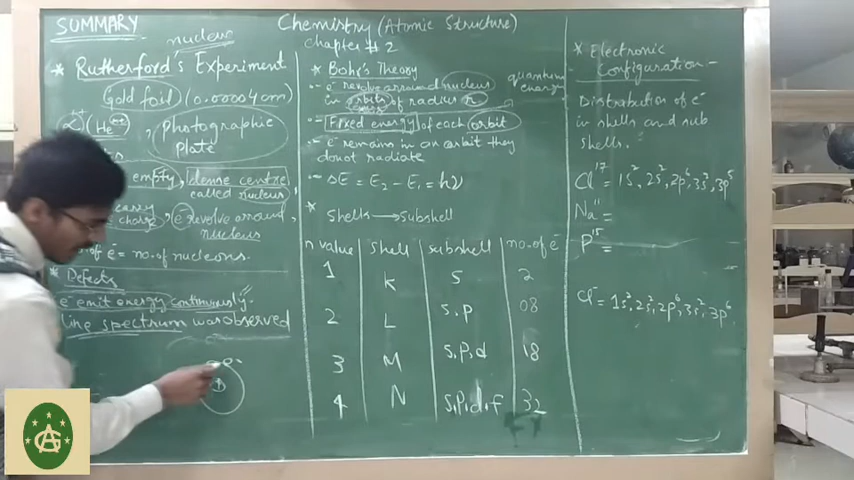 SUMMARY
Chemistry (Atomic Structure)
Chapter # 2
nucleus
* Rutherford's Experiment
Gold foil (0.00004cm)
α++ (He++), Photographic
plate
empty, dense centre
called nucleus,
charge, e⁻ revolve around
nucleus
of e⁻ = no. of nucleons.
* Defects
e⁻ emit energy continuously.
line spectrum was observed
* Bohr's Theory
e⁻ revolve around nucleus
in orbits of radius r
quantum
Fixed energy of each orbit
e⁻ remains in an orbit they
donot radiate
ΔE = E₂ - E₁ = hν
* Shells → Subshell
n value shell subshell no. of e⁻
1 K s 2
2 L s,p 08
3 M s,p,d 18
4 N s,p,d,f 32
* Electronic
Configuration -
Distribution of e⁻
in shells and sub
shells.
Cl¹⁷ = 1s², 2s², 2p⁶, 3s², 3p⁵
Na¹¹ =
P¹⁵ =
Cl⁻ = 1s², 2s², 2p⁶, 3s², 3p⁶.
AG